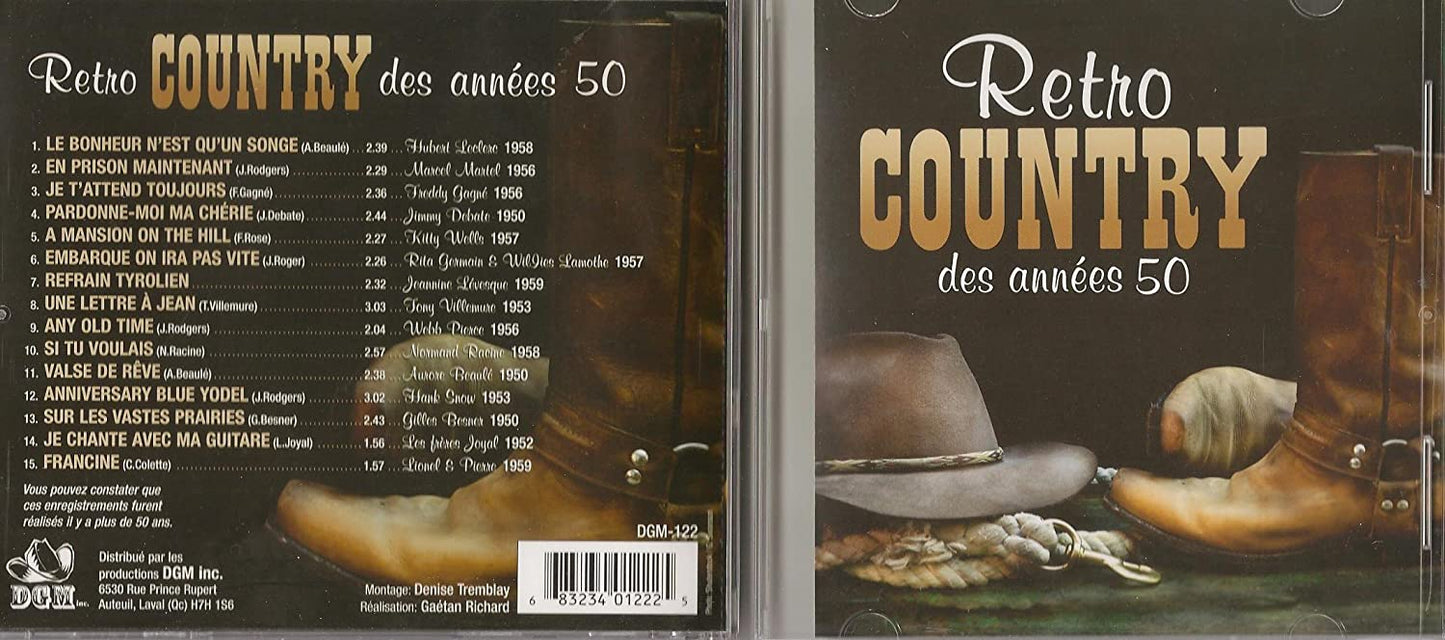 Retro COUNTRY des années 50
1. LE BONHEUR N'EST QU'UN SONGE (A.Beaulé) ... 2.39 ... Hubert Leclerc 1958
2. EN PRISON MAINTENANT (J.Rodgers) ... 2.29 ... Marcel Martel 1956
3. JE T'ATTEND TOUJOURS (F.Gagné) ... 2.36 ... Freddy Gagné 1956
4. PARDONNE-MOI MA CHÉRIE (J.Debate) ... 2.44 ... Jimmy Debate 1950
5. A MANSION ON THE HILL (F.Rose) ... 2.27 ... Kitty Wells 1957
6. EMBARQUE ON IRA PAS VITE (J.Roger) ... 2.26 ... Rita Germain & Wil Lamothe 1957
7. REFRAIN TYROLIEN ... 2.32 ... Jeannine Lévesque 1959
8. UNE LETTRE À JEAN (T.Villemure) ... 3.03 ... Tony Villemure 1953
9. ANY OLD TIME (J.Rodgers) ... 2.04 ... Webb Pierce 1956
10. SI TU VOULAIS (N.Racine) ... 2.57 ... Normand Racine 1958
11. VALSE DE RÊVE (A.Beaulé) ... 2.38 ... Aurore Beaulé 1950
12. ANNIVERSARY BLUE YODEL (J.Rodgers) ... 3.02 ... Hank Snow 1953
13. SUR LES VASTES PRAIRIES (G.Besner) ... 2.43 ... Gilles Besner 1950
14. JE CHANTE AVEC MA GUITARE (L.Joyal) ... 1.56 ... Les frères Joyal 1952
15. FRANCINE (C.Colette) ... 1.57 ... Lionel & Pierre 1959
Vous pouvez constater que
ces enregistrements furent
réalisés il y a plus de 50 ans.
DGM inc.
Distribué par les
productions DGM inc.
6530 Rue Prince Rupert
Auteuil, Laval (Qc) H7H 1S6
Montage: Denise Tremblay
Réalisation: Gaétan Richard
DGM-122
6 83234 01222 5
Retro
COUNTRY
des années 50